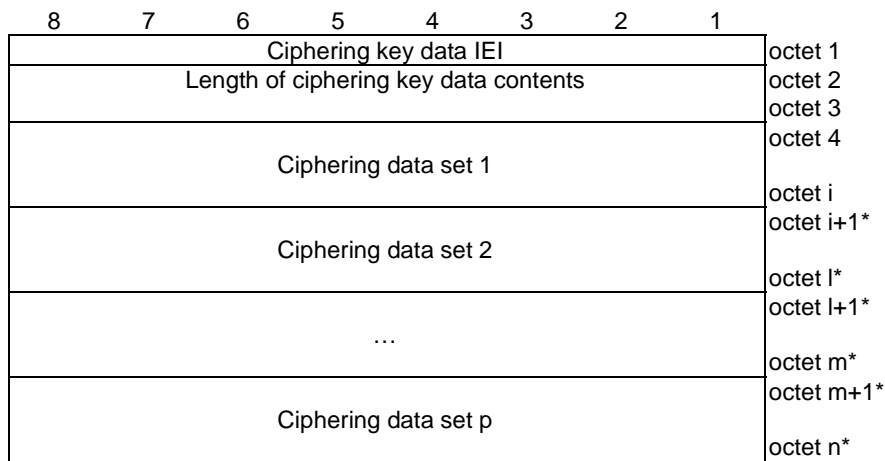 8 7 6 5 4 3 2 1
Ciphering key data IEI octet 1
Length of ciphering key data contents octet 2
octet 3
octet 4
Ciphering data set 1
octet i
octet i+1*
Ciphering data set 2
octet l*
octet l+1*
…
octet m*
octet m+1*
Ciphering data set p
octet n*